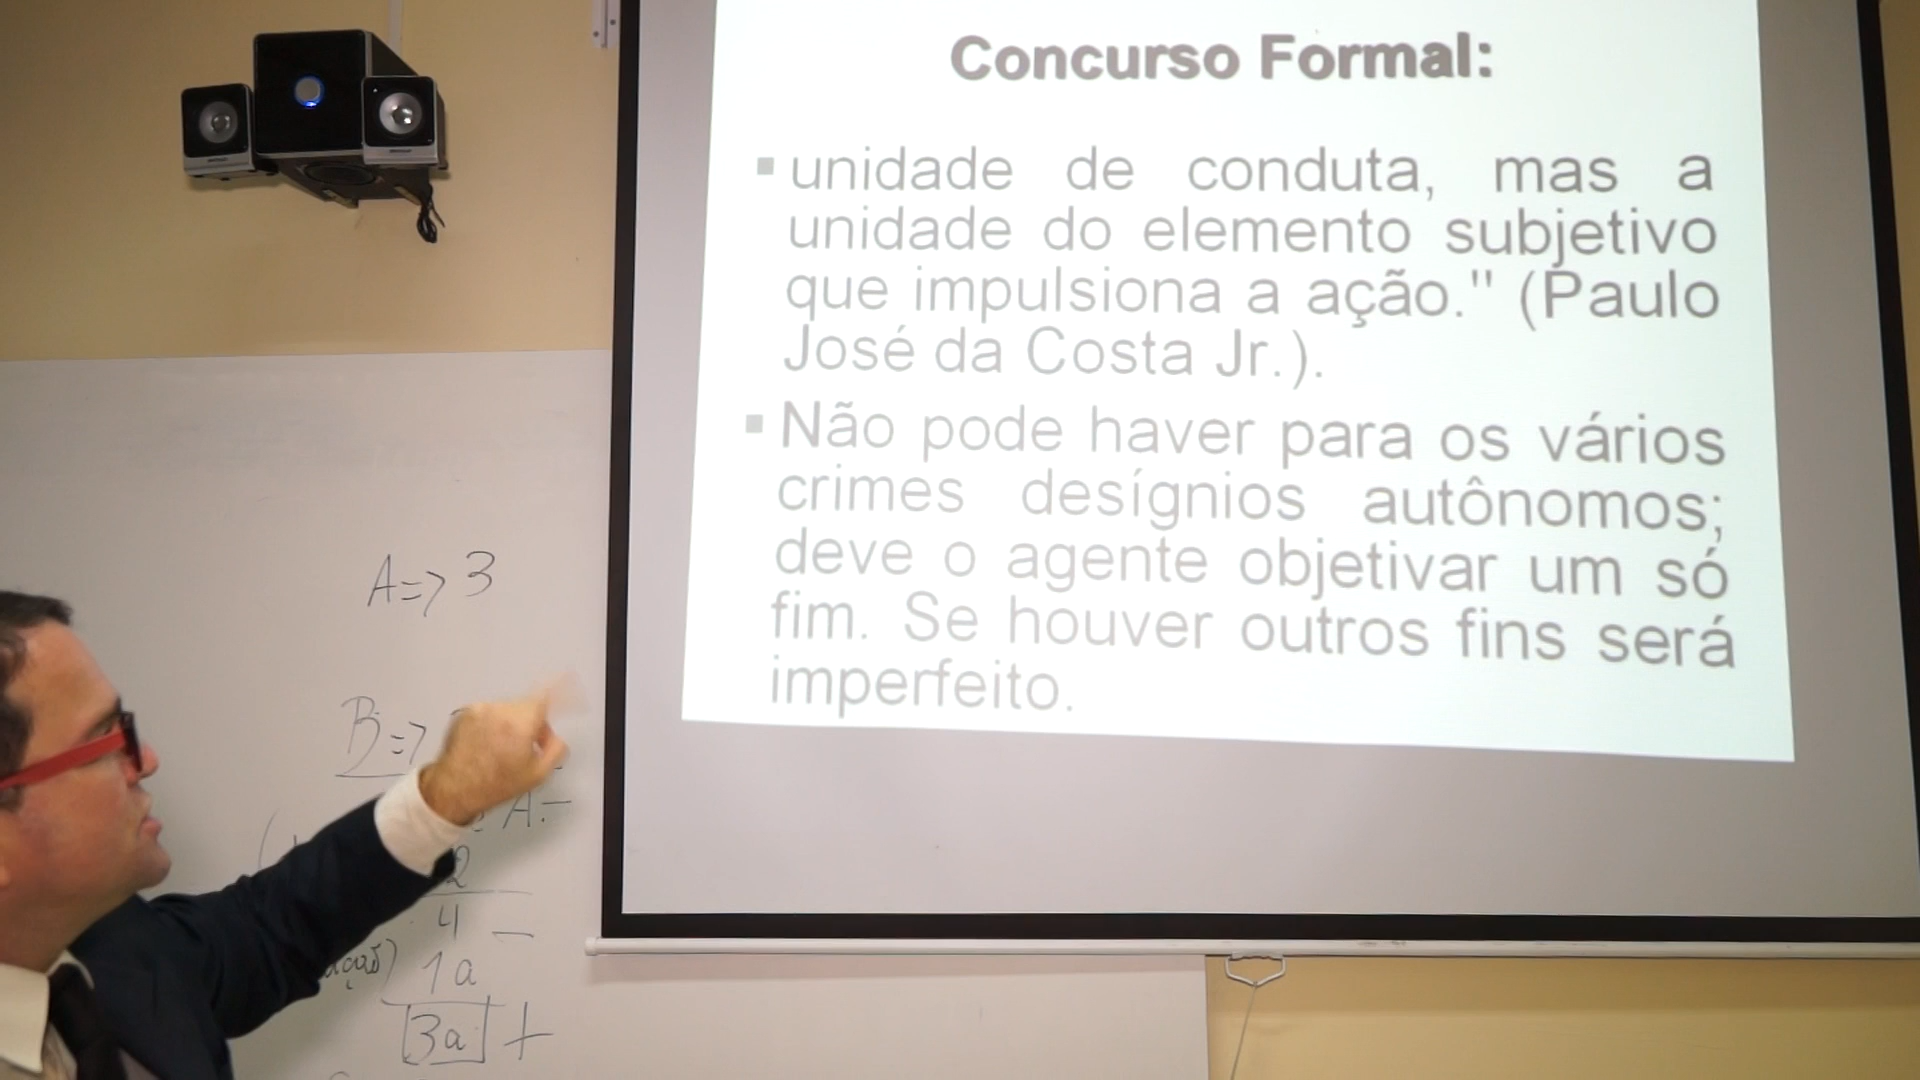 Concurso Formal:
▪ unidade de conduta, mas a
unidade do elemento subjetivo
que impulsiona a ação." (Paulo
José da Costa Jr.).
▪ Não pode haver para os vários
crimes desígnios autônomos;
deve o agente objetivar um só
fim. Se houver outros fins será
imperfeito.
A => 3
B =>
A.-
2
4 -
1a
3a +